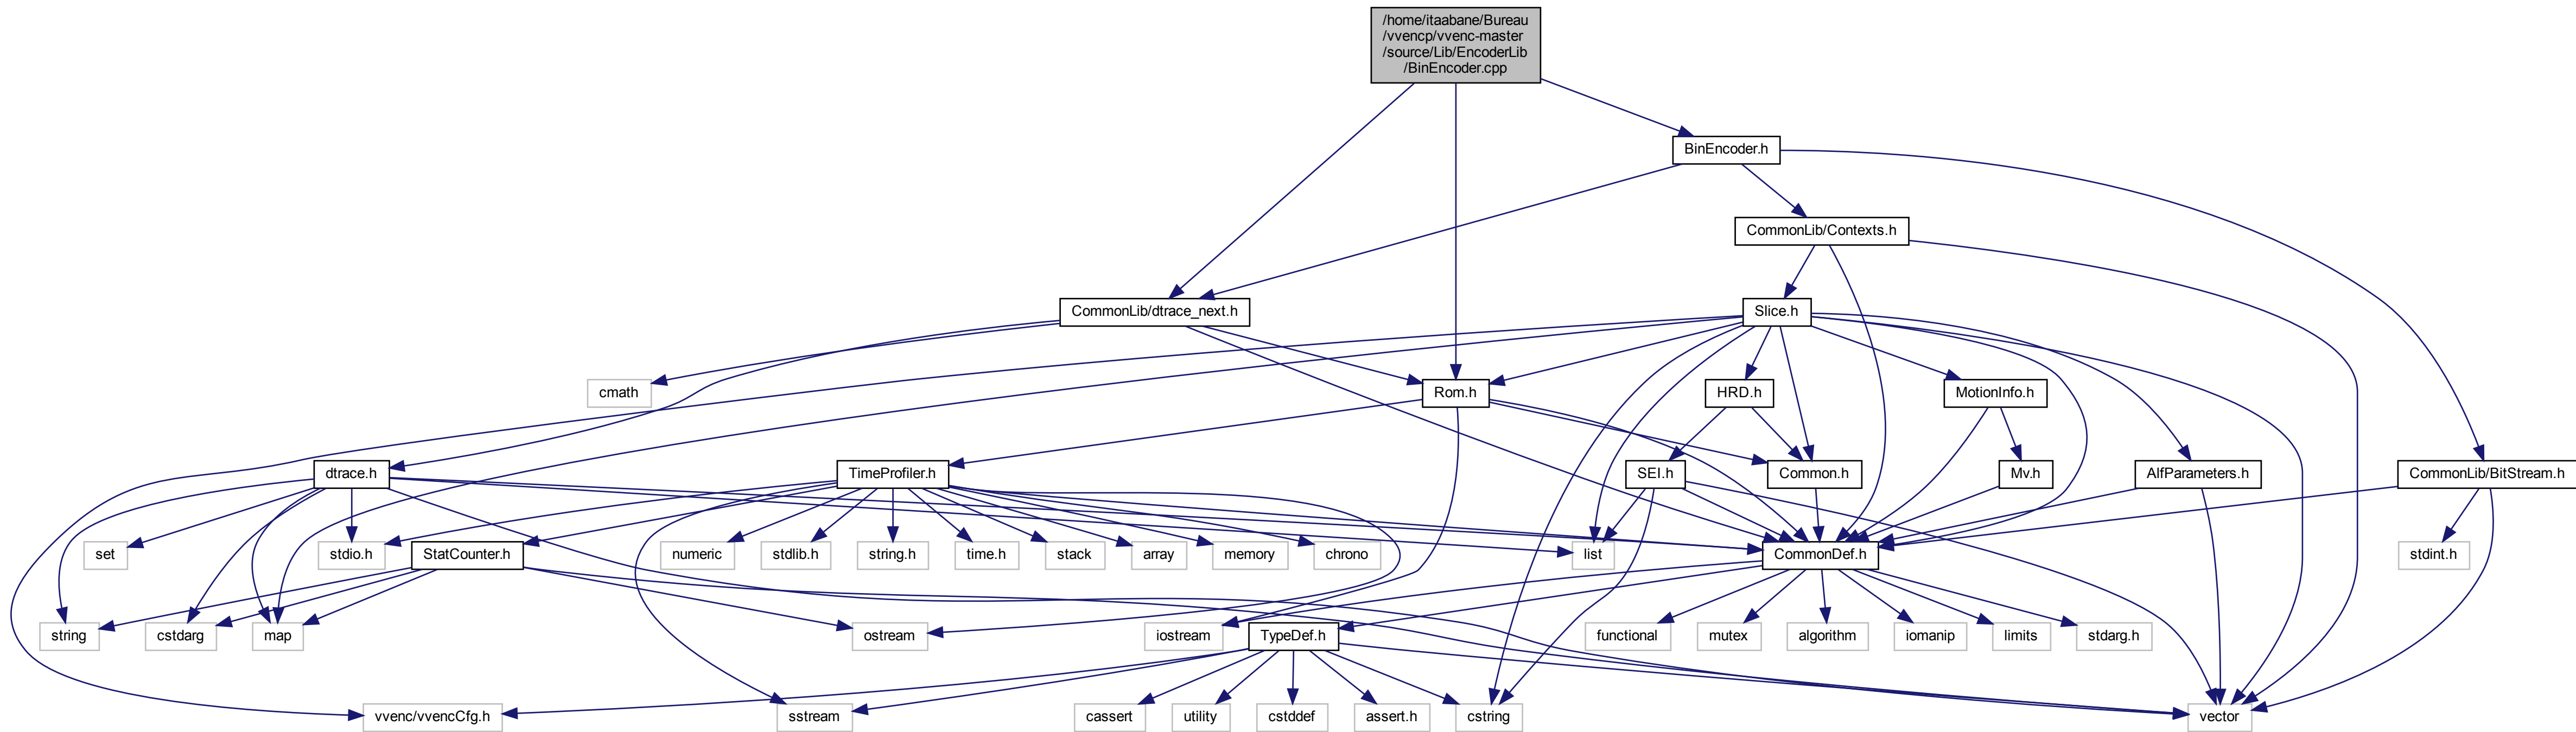 /home/itaabane/Bureau
/vvencp/vvenc-master
/source/Lib/EncoderLib
/BinEncoder.cpp
BinEncoder.h
CommonLib/Contexts.h
CommonLib/dtrace_next.h
Slice.h
cmath
Rom.h
HRD.h
MotionInfo.h
dtrace.h
TimeProfiler.h
SEI.h
Common.h
Mv.h
AlfParameters.h
CommonLib/BitStream.h
set
stdio.h
StatCounter.h
numeric
stdlib.h
string.h
time.h
stack
array
memory
chrono
list
CommonDef.h
stdint.h
string
cstdarg
map
ostream
iostream
TypeDef.h
functional
mutex
algorithm
iomanip
limits
stdarg.h
vvenc/vvencCfg.h
sstream
cassert
utility
cstddef
assert.h
cstring
vector